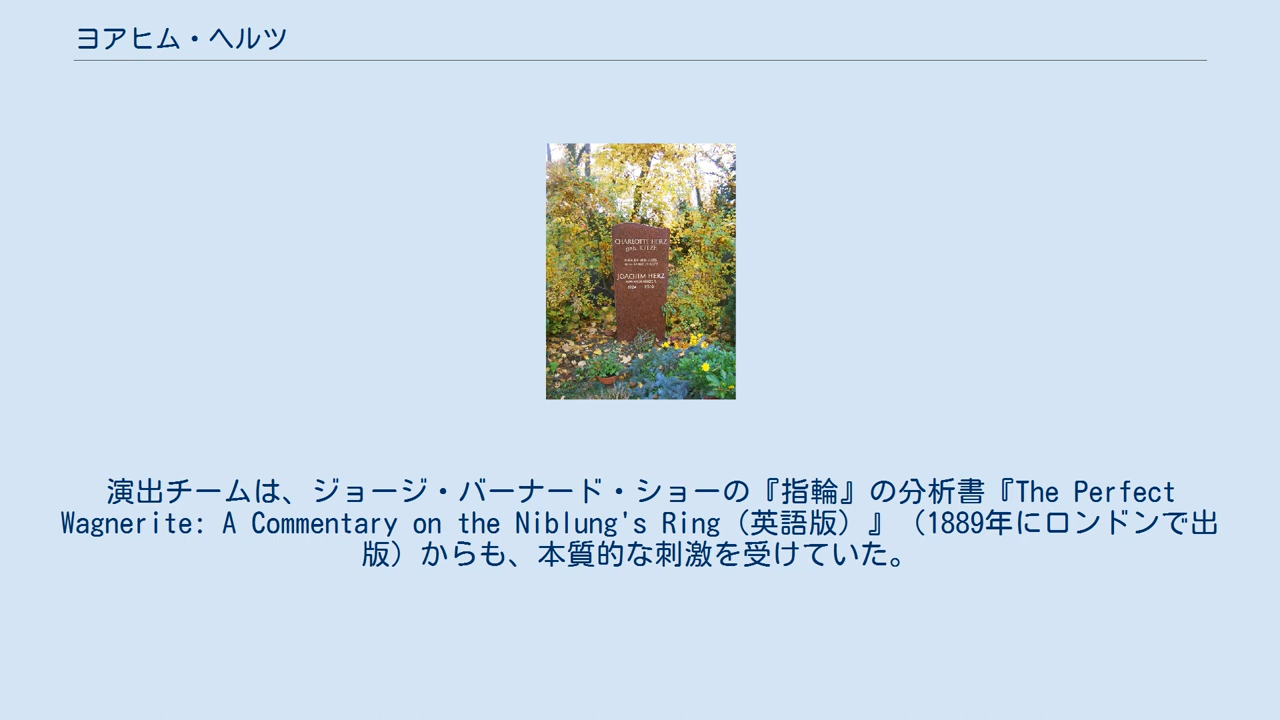 ヨアヒム・ヘルツ
CHARLOTTE HERZ
geb. KITZE
JOACHIM HERZ
演出チームは、ジョージ・バーナード・ショーの『指輪』の分析書『The Perfect
Wagnerite: A Commentary on the Niblung's Ring（英語版）』（1889年にロンドンで出
版）からも、本質的な刺激を受けていた。